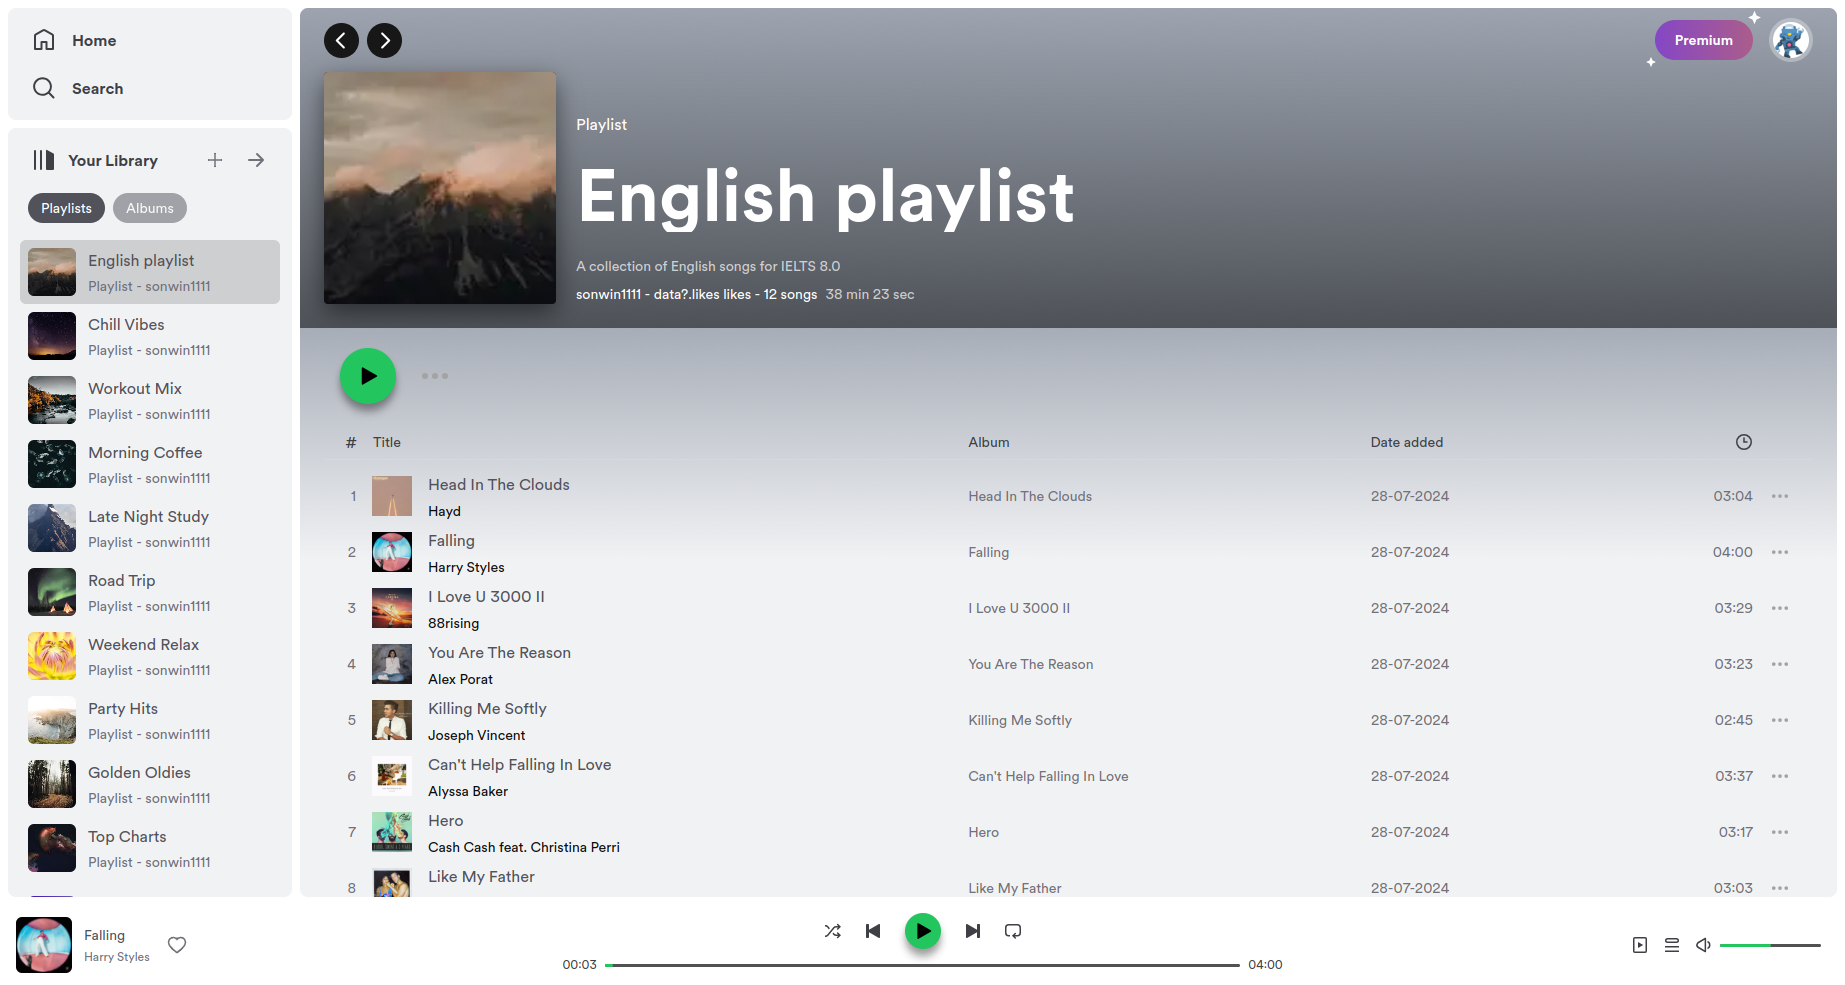 Home
Search
Your Library
Playlists Albums
English playlist
Playlist - sonwin1111
Chill Vibes
Playlist - sonwin1111
Workout Mix
Playlist - sonwin1111
Morning Coffee
Playlist - sonwin1111
Late Night Study
Playlist - sonwin1111
Road Trip
Playlist - sonwin1111
Weekend Relax
Playlist - sonwin1111
Party Hits
Playlist - sonwin1111
Golden Oldies
Playlist - sonwin1111
Top Charts
Playlist - sonwin1111
Premium
Playlist
English playlist
A collection of English songs for IELTS 8.0
sonwin1111 - data?.likes likes - 12 songs 38 min 23 sec
# Title Album Date added
1 Head In The Clouds Head In The Clouds 28-07-2024 03:04
Hayd
2 Falling Falling 28-07-2024 04:00
Harry Styles
3 I Love U 3000 II I Love U 3000 II 28-07-2024 03:29
88rising
4 You Are The Reason You Are The Reason 28-07-2024 03:23
Alex Porat
5 Killing Me Softly Killing Me Softly 28-07-2024 02:45
Joseph Vincent
6 Can't Help Falling In Love Can't Help Falling In Love 28-07-2024 03:37
Alyssa Baker
7 Hero Hero 28-07-2024 03:17
Cash Cash feat. Christina Perri
8 Like My Father Like My Father 28-07-2024 03:03
Falling
Harry Styles
00:03 04:00